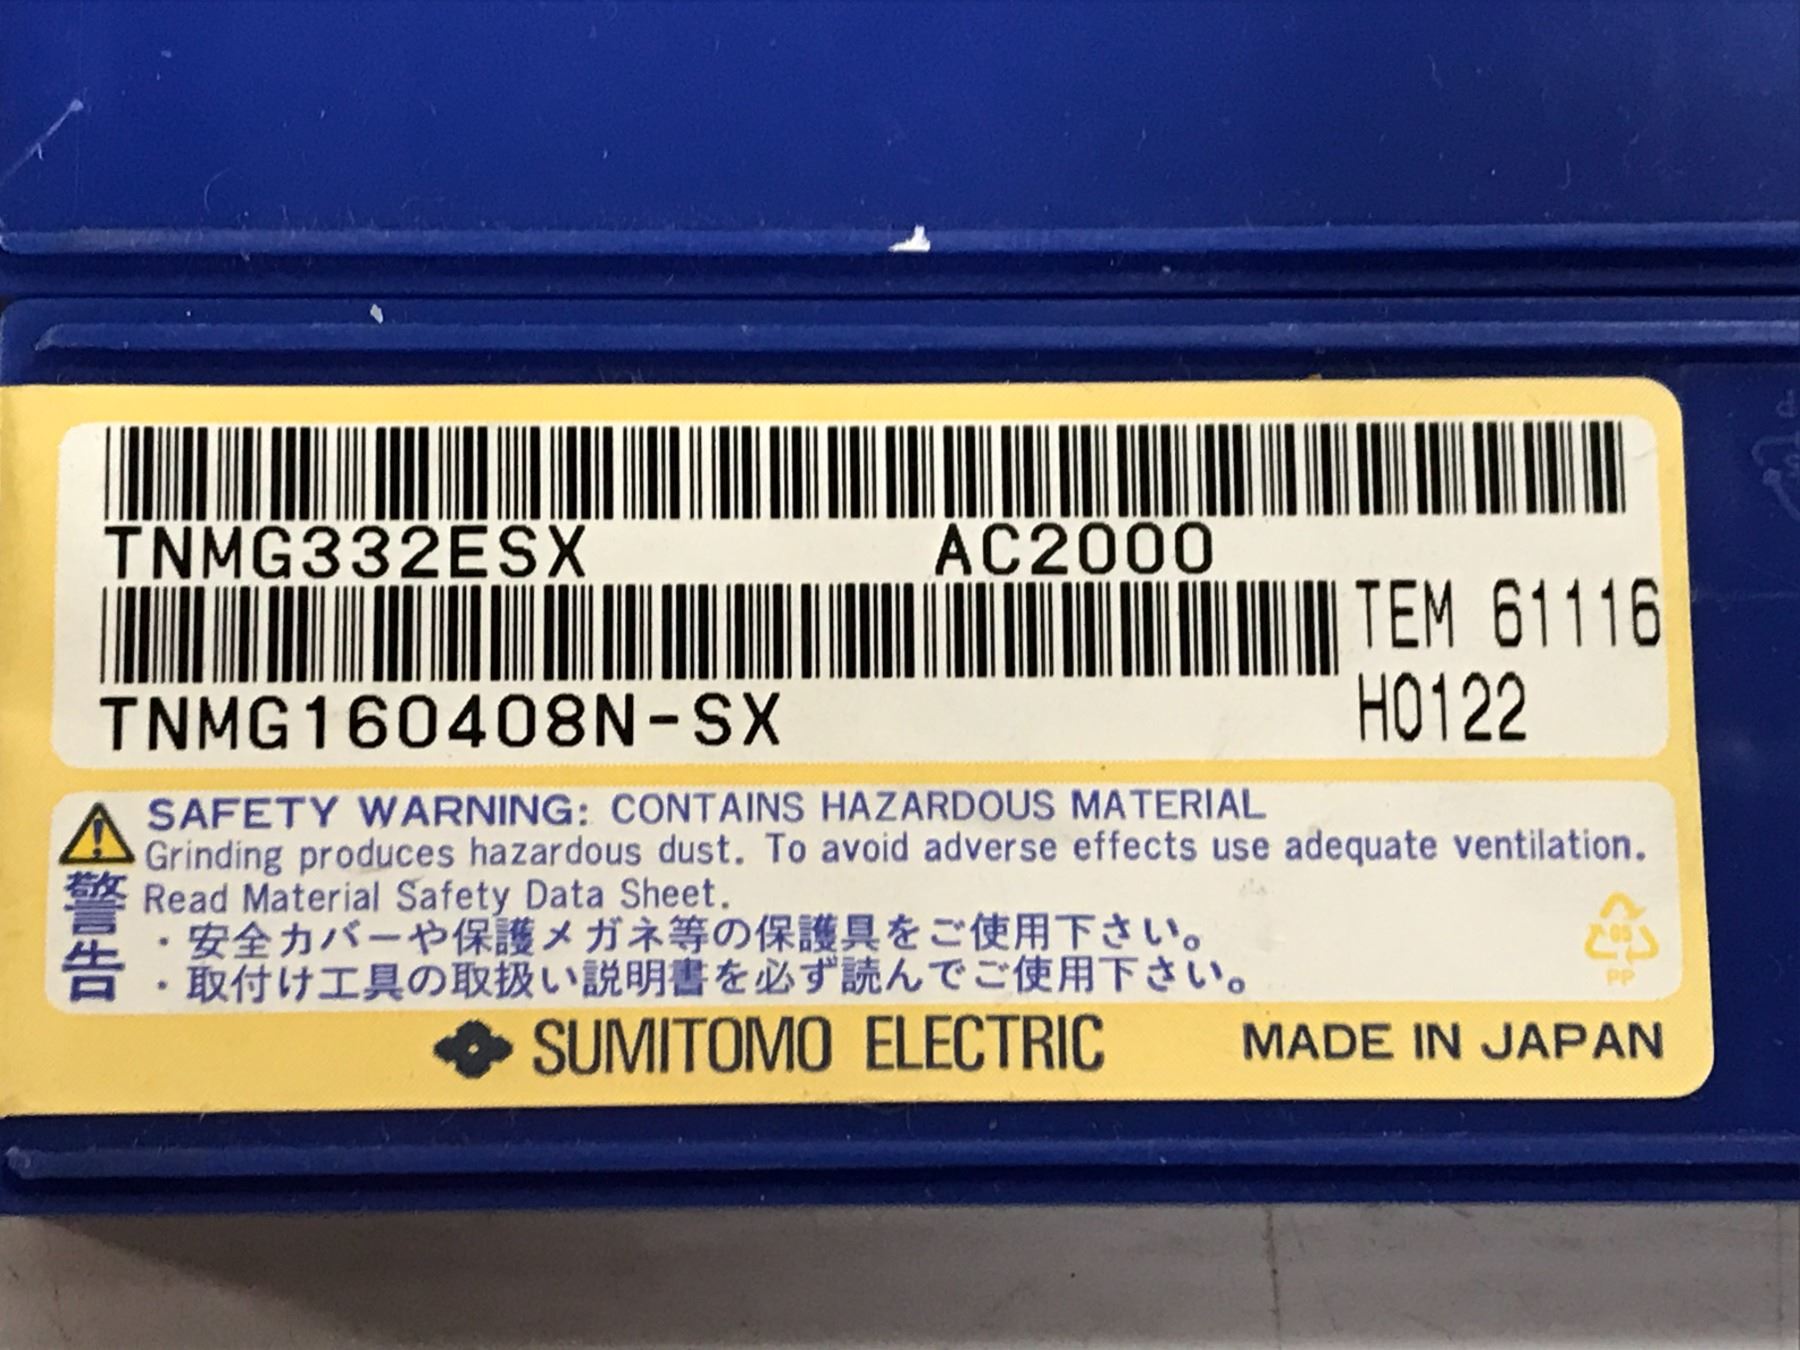 TNMG332ESX AC2000
TEM 61116
TNMG160408N-SX H0122
SAFETY WARNING: CONTAINS HAZARDOUS MATERIAL
Grinding produces hazardous dust. To avoid adverse effects use adequate ventilation.
Read Material Safety Data Sheet.
警告
・安全カバーや保護メガネ等の保護具をご使用下さい。
・取付け工具の取扱い説明書を必ず読んでご使用下さい。
05
PP
SUMITOMO ELECTRIC MADE IN JAPAN